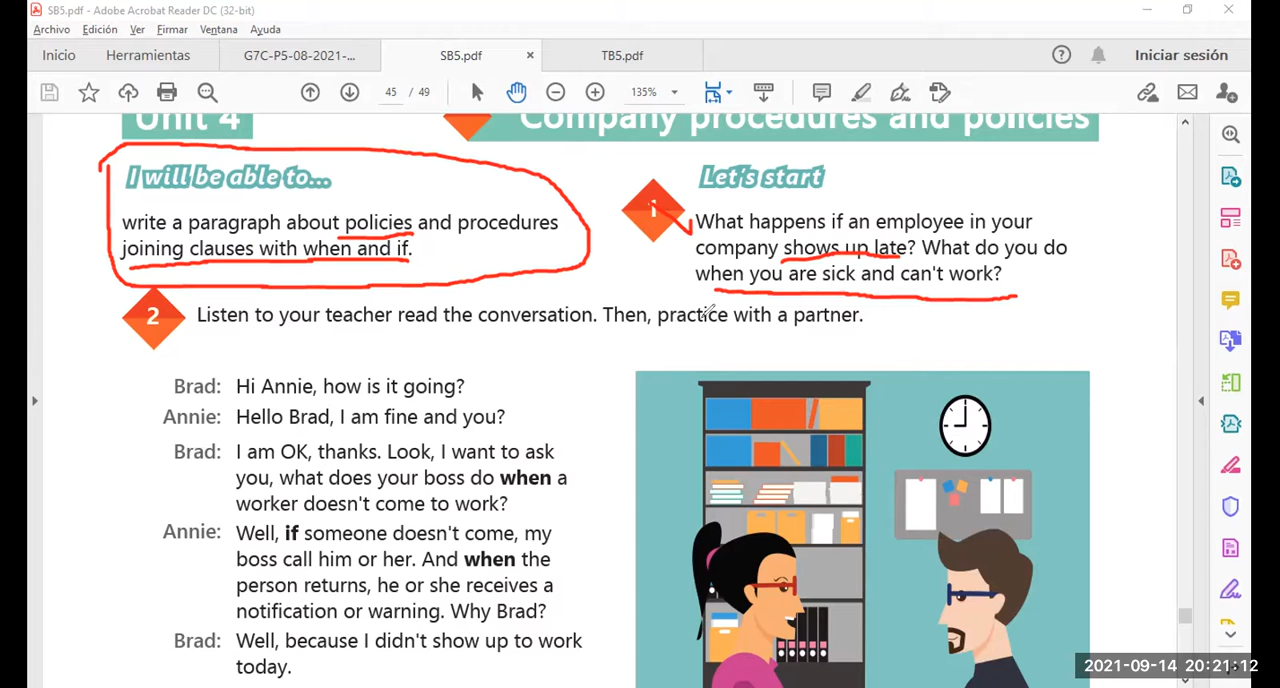 SB5.pdf - Adobe Acrobat Reader DC (32-bit)
Archivo Edición Ver Firmar Ventana Ayuda
Inicio Herramientas G7C-P5-08-2021-... SB5.pdf × TB5.pdf Iniciar sesión
45 / 49 135%
Unit 4 Company procedures and policies
I will be able to...
write a paragraph about policies and procedures
joining clauses with when and if.
Let's start
1
What happens if an employee in your
company shows up late? What do you do
when you are sick and can't work?
2 Listen to your teacher read the conversation. Then, practice with a partner.
Brad: Hi Annie, how is it going?
Annie: Hello Brad, I am fine and you?
Brad: I am OK, thanks. Look, I want to ask
you, what does your boss do when a
worker doesn't come to work?
Annie: Well, if someone doesn't come, my
boss call him or her. And when the
person returns, he or she receives a
notification or warning. Why Brad?
Brad: Well, because I didn't show up to work
today.
2021-09-14 20:21:12